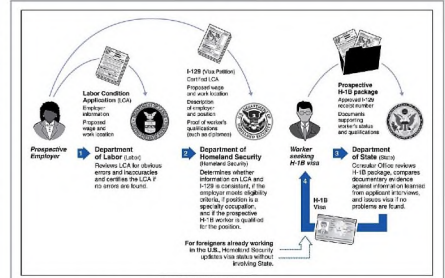 Labor Condition
Application (LCA)
Employer
information
Proposed
wage and
work location
I-129 (Visa Petition)
Certified LCA
Proposed wage
and work location
Description
of employer
and position
Proof of worker's
qualifications
(such as diplomas)
Prospective
H-1B package
Approved I-129
receipt number
Documents
supporting
worker's status
and qualifications
Prospective
Employer
1
Department
of Labor (Labor)
Reviews LCA for obvious
errors and inaccuracies
and certifies the LCA if
no errors are found.
2
Department of
Homeland Security
(Homeland Security)
Determines whether
information on LCA and
I-129 is consistent, if the
employer meets eligibility
criteria, if position is a
specialty occupation,
and if the prospective
H-1B worker is qualified
for the position.
Worker
seeking
H-1B visa
3
Department
of State (State)
Consular Office reviews
H-1B package, compares
documentary evidence
against information learned
from applicant interviews,
and issues visa if no
problems are found.
4
H-1B
Visa
For foreigners already working
in the U.S., Homeland Security
updates visa status without
involving State.